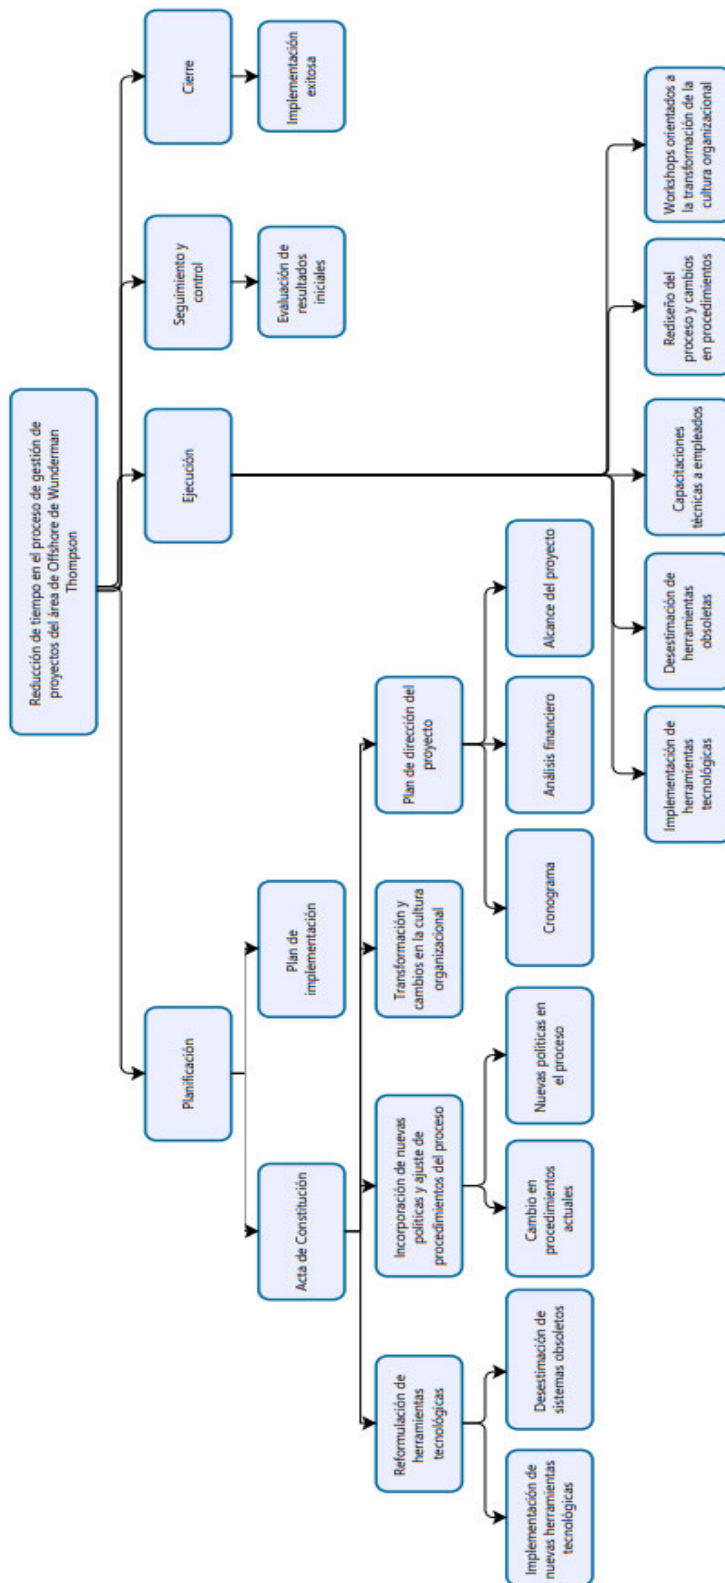 Reducción de tiempo en el proceso de gestión de
proyectos del área de Offshore de Wunderman
Thompson
Planificación
Ejecución
Seguimiento y
control
Cierre
Acta de Constitución
Plan de
implementación
Evaluación de
resultados
iniciales
Implementación
exitosa
Reformulación de
herramientas
tecnológicas
Incorporación de nuevas
políticas y ajuste de
procedimientos del proceso
Transformación y
cambios en la cultura
organizacional
Plan de dirección del
proyecto
Implementación de
nuevas herramientas
tecnológicas
Desestimación de
sistemas obsoletos
Cambio en
procedimientos
actuales
Nuevas políticas en
el proceso
Cronograma
Análisis financiero
Alcance del proyecto
Implementación de
herramientas
tecnológicas
Desestimación de
herramientas
obsoletas
Capacitaciones
técnicas a empleados
Rediseño del
proceso y cambios
en procedimientos
Workshops orientados a
la transformación de la
cultura organizacional